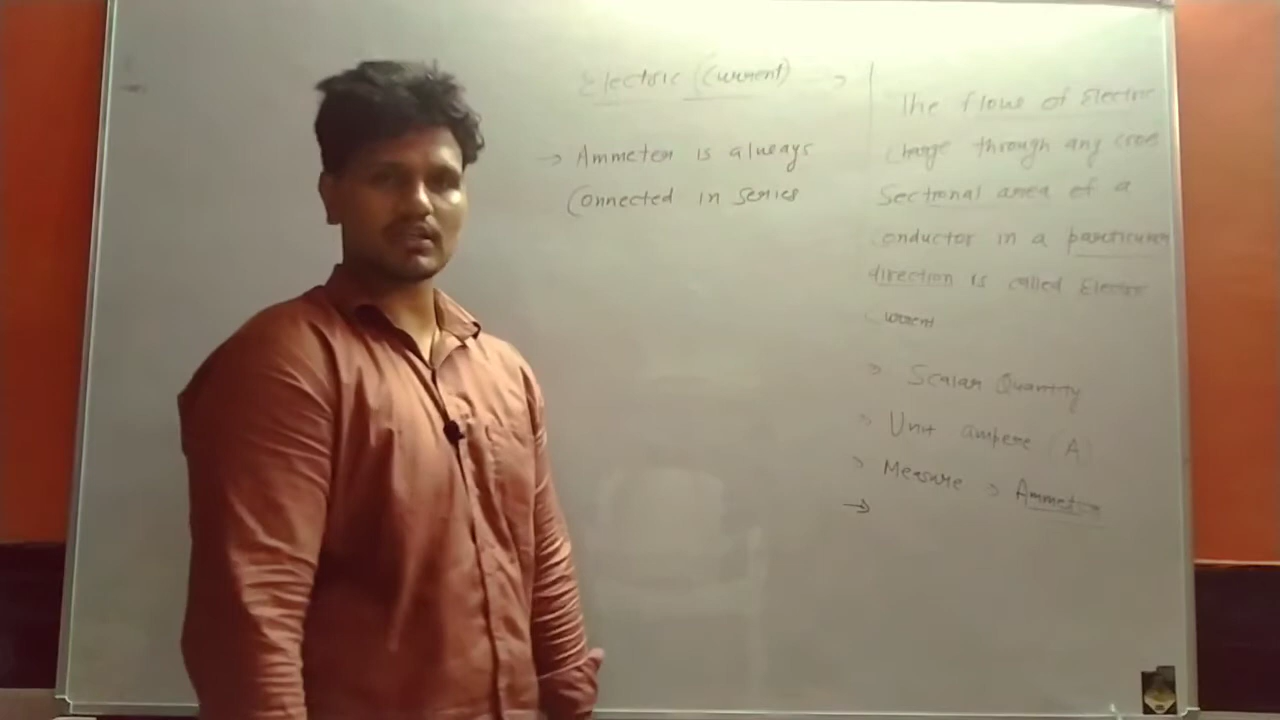 Electric (Current) →
→ Ammeter is always
Connected in series
The flows of Electric
charge through any cross
Sectional area of a
conductor in a particular
direction is called Electric
Current
→ Scalar Quantity
→ Unit ampere (A)
→ Measure → Ammeter
→